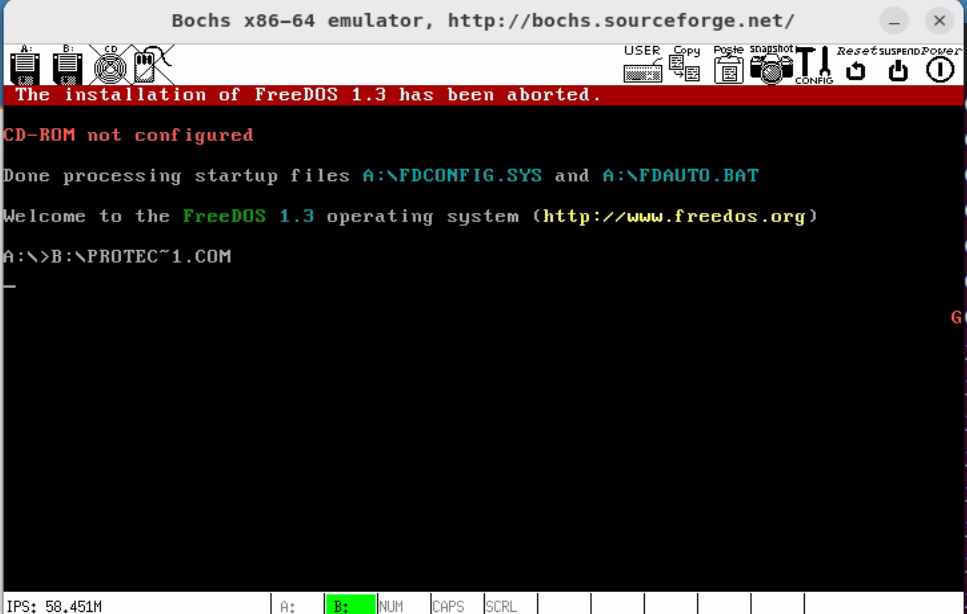 Bochs x86-64 emulator, http://bochs.sourceforge.net/
A: B: CD USER Copy Paste snapshot CONFIG Reset SUSPEND Power
The installation of FreeDOS 1.3 has been aborted.
CD-ROM not configured
Done processing startup files A:\FDCONFIG.SYS and A:\FDAUTO.BAT
Welcome to the FreeDOS 1.3 operating system (http://www.freedos.org)
A:\>B:\PROTEC~1.COM
_
G
IPS: 58.451M A: B: NUM CAPS SCRL